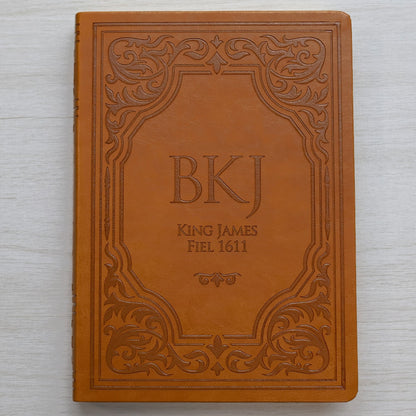 BKJ
King James
Fiel 1611